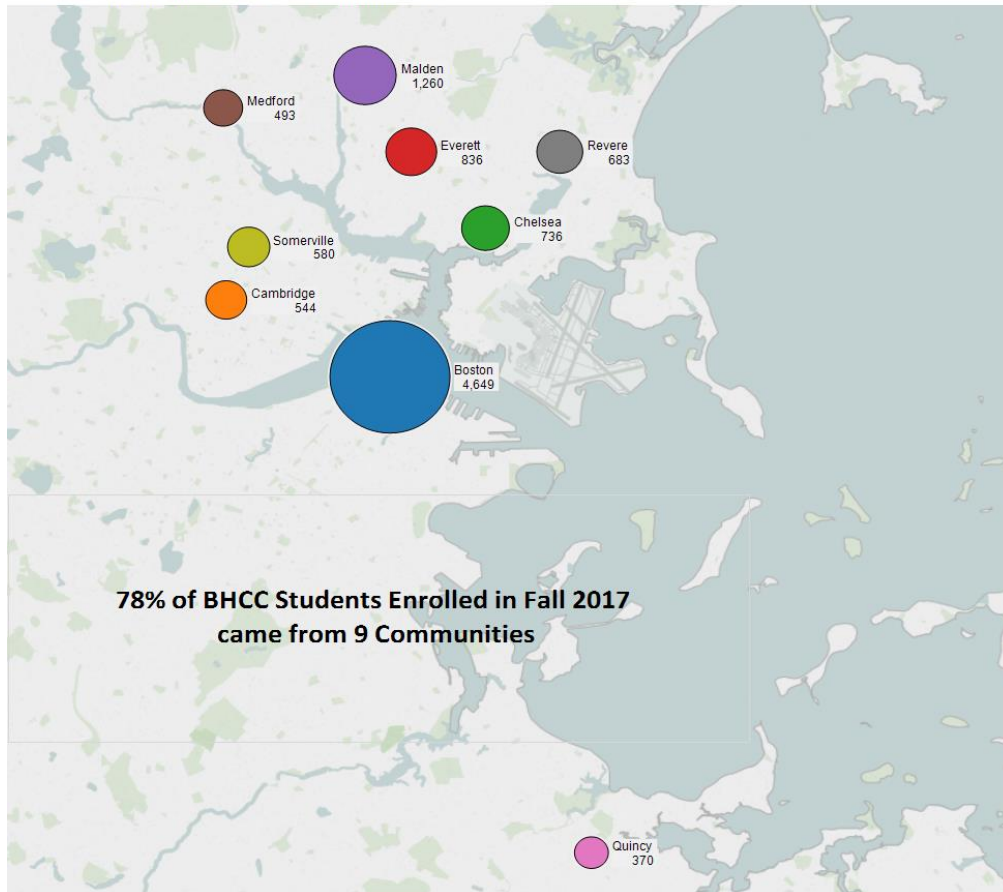 Malden
1,260
Medford
493
Everett
836
Revere
683
Chelsea
736
Somerville
580
Cambridge
544
Boston
4,649
78% of BHCC Students Enrolled in Fall 2017
came from 9 Communities
Quincy
370